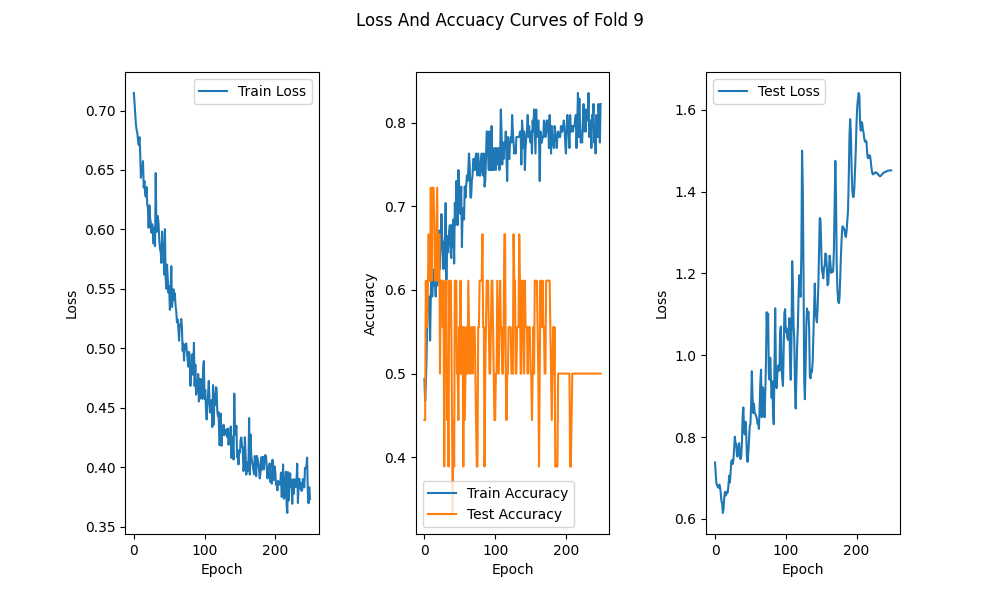 Loss And Accuacy Curves of Fold 9
Train Loss
0.70
0.65
0.60
0.55
0.50
0.45
0.40
0.35
Loss
0
100
200
Epoch
0.8
0.7
0.6
0.5
0.4
Accuracy
Train Accuracy
Test Accuracy
0
100
200
Epoch
Test Loss
1.6
1.4
1.2
1.0
0.8
0.6
Loss
0
100
200
Epoch